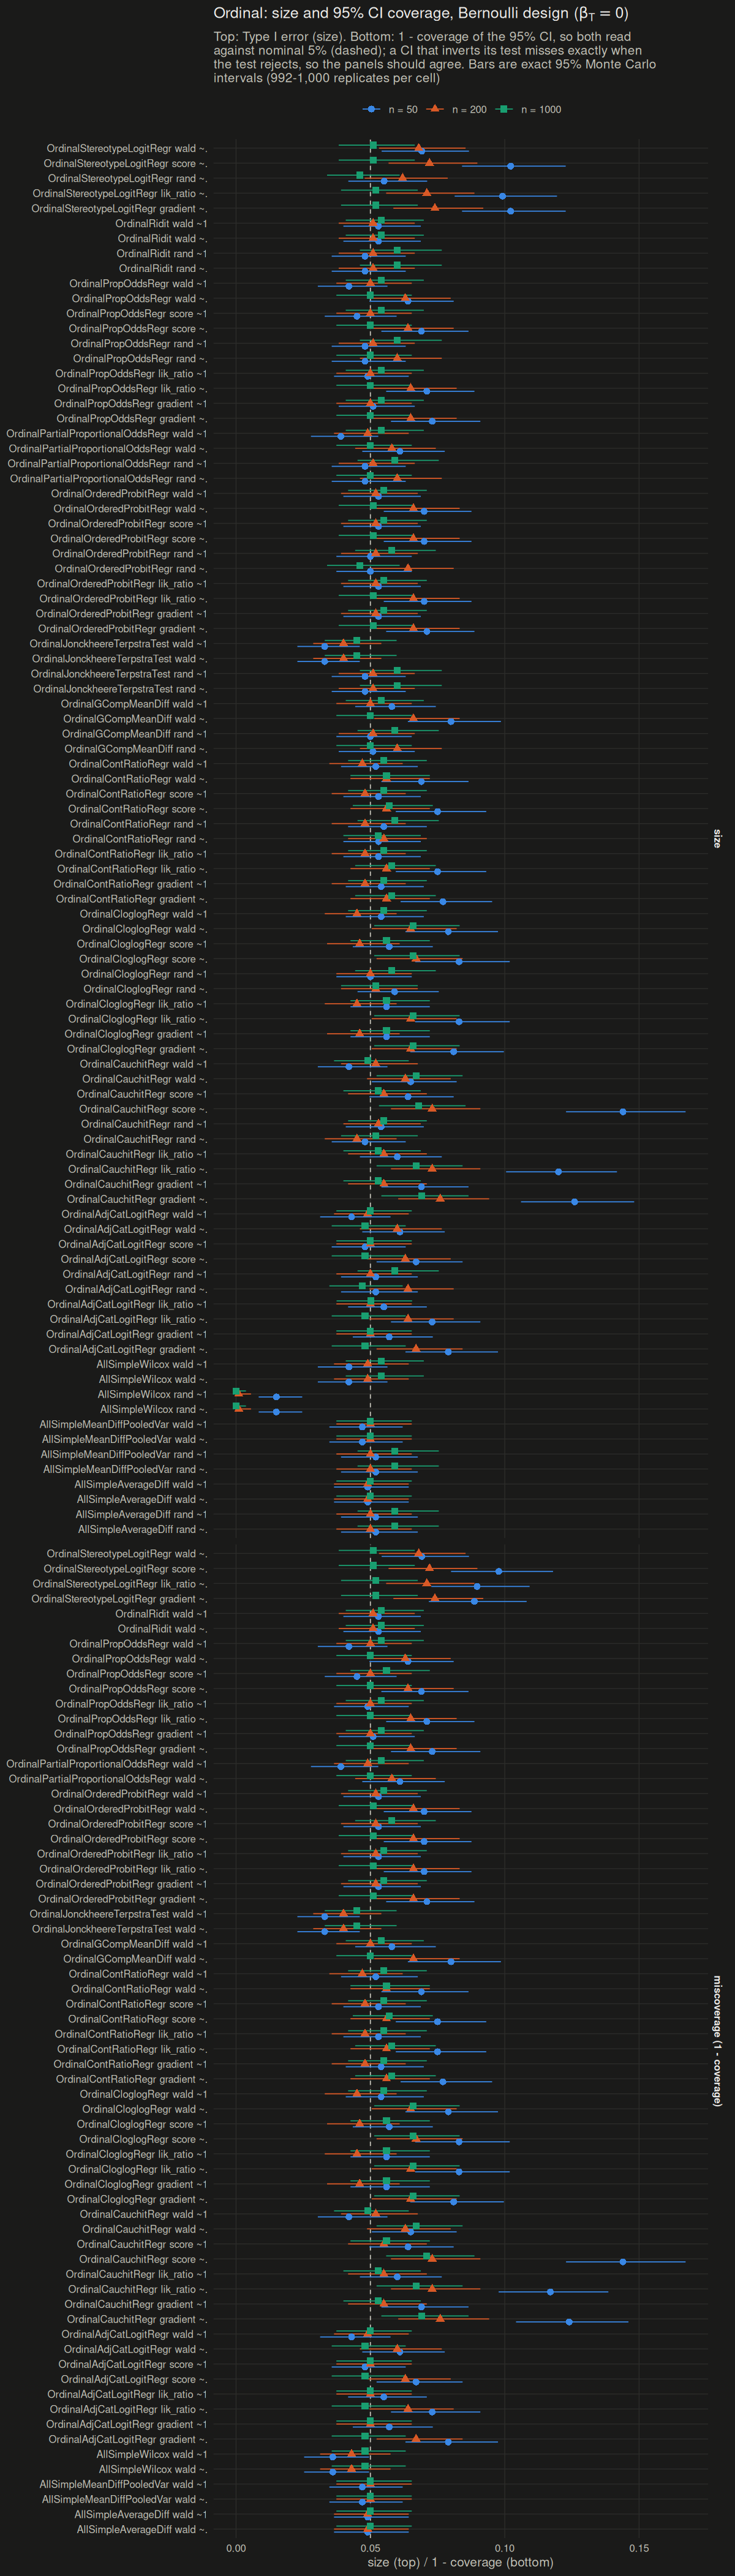 Ordinal: size and 95% CI coverage, Bernoulli design (βT = 0)
Top: Type I error (size). Bottom: 1 - coverage of the 95% CI, so both read
against nominal 5% (dashed); a CI that inverts its test misses exactly when
the test rejects, so the panels should agree. Bars are exact 95% Monte Carlo
intervals (992-1,000 replicates per cell)
n = 50 n = 200 n = 1000
OrdinalStereotypeLogitRegr wald ~.
OrdinalStereotypeLogitRegr score ~.
OrdinalStereotypeLogitRegr rand ~.
OrdinalStereotypeLogitRegr lik_ratio ~.
OrdinalStereotypeLogitRegr gradient ~.
OrdinalRidit wald ~1
OrdinalRidit wald ~.
OrdinalRidit rand ~1
OrdinalRidit rand ~.
OrdinalPropOddsRegr wald ~1
OrdinalPropOddsRegr wald ~.
OrdinalPropOddsRegr score ~1
OrdinalPropOddsRegr score ~.
OrdinalPropOddsRegr rand ~1
OrdinalPropOddsRegr rand ~.
OrdinalPropOddsRegr lik_ratio ~1
OrdinalPropOddsRegr lik_ratio ~.
OrdinalPropOddsRegr gradient ~1
OrdinalPropOddsRegr gradient ~.
OrdinalPartialProportionalOddsRegr wald ~1
OrdinalPartialProportionalOddsRegr wald ~.
OrdinalPartialProportionalOddsRegr rand ~1
OrdinalPartialProportionalOddsRegr rand ~.
OrdinalOrderedProbitRegr wald ~1
OrdinalOrderedProbitRegr wald ~.
OrdinalOrderedProbitRegr score ~1
OrdinalOrderedProbitRegr score ~.
OrdinalOrderedProbitRegr rand ~1
OrdinalOrderedProbitRegr rand ~.
OrdinalOrderedProbitRegr lik_ratio ~1
OrdinalOrderedProbitRegr lik_ratio ~.
OrdinalOrderedProbitRegr gradient ~1
OrdinalOrderedProbitRegr gradient ~.
OrdinalJonckheereTerpstraTest wald ~1
OrdinalJonckheereTerpstraTest wald ~.
OrdinalJonckheereTerpstraTest rand ~1
OrdinalJonckheereTerpstraTest rand ~.
OrdinalGCompMeanDiff wald ~1
OrdinalGCompMeanDiff wald ~.
OrdinalGCompMeanDiff rand ~1
OrdinalGCompMeanDiff rand ~.
OrdinalContRatioRegr wald ~1
OrdinalContRatioRegr wald ~.
OrdinalContRatioRegr score ~1
OrdinalContRatioRegr score ~.
OrdinalContRatioRegr rand ~1
OrdinalContRatioRegr rand ~.
OrdinalContRatioRegr lik_ratio ~1
OrdinalContRatioRegr lik_ratio ~.
OrdinalContRatioRegr gradient ~1
OrdinalContRatioRegr gradient ~.
OrdinalCloglogRegr wald ~1
OrdinalCloglogRegr wald ~.
OrdinalCloglogRegr score ~1
OrdinalCloglogRegr score ~.
OrdinalCloglogRegr rand ~1
OrdinalCloglogRegr rand ~.
OrdinalCloglogRegr lik_ratio ~1
OrdinalCloglogRegr lik_ratio ~.
OrdinalCloglogRegr gradient ~1
OrdinalCloglogRegr gradient ~.
OrdinalCauchitRegr wald ~1
OrdinalCauchitRegr wald ~.
OrdinalCauchitRegr score ~1
OrdinalCauchitRegr score ~.
OrdinalCauchitRegr rand ~1
OrdinalCauchitRegr rand ~.
OrdinalCauchitRegr lik_ratio ~1
OrdinalCauchitRegr lik_ratio ~.
OrdinalCauchitRegr gradient ~1
OrdinalCauchitRegr gradient ~.
OrdinalAdjCatLogitRegr wald ~1
OrdinalAdjCatLogitRegr wald ~.
OrdinalAdjCatLogitRegr score ~1
OrdinalAdjCatLogitRegr score ~.
OrdinalAdjCatLogitRegr rand ~1
OrdinalAdjCatLogitRegr rand ~.
OrdinalAdjCatLogitRegr lik_ratio ~1
OrdinalAdjCatLogitRegr lik_ratio ~.
OrdinalAdjCatLogitRegr gradient ~1
OrdinalAdjCatLogitRegr gradient ~.
AllSimpleWilcox wald ~1
AllSimpleWilcox wald ~.
AllSimpleWilcox rand ~1
AllSimpleWilcox rand ~.
AllSimpleMeanDiffPooledVar wald ~1
AllSimpleMeanDiffPooledVar wald ~.
AllSimpleMeanDiffPooledVar rand ~1
AllSimpleMeanDiffPooledVar rand ~.
AllSimpleAverageDiff wald ~1
AllSimpleAverageDiff wald ~.
AllSimpleAverageDiff rand ~1
AllSimpleAverageDiff rand ~.
size
OrdinalStereotypeLogitRegr wald ~.
OrdinalStereotypeLogitRegr score ~.
OrdinalStereotypeLogitRegr lik_ratio ~.
OrdinalStereotypeLogitRegr gradient ~.
OrdinalRidit wald ~1
OrdinalRidit wald ~.
OrdinalPropOddsRegr wald ~1
OrdinalPropOddsRegr wald ~.
OrdinalPropOddsRegr score ~1
OrdinalPropOddsRegr score ~.
OrdinalPropOddsRegr lik_ratio ~1
OrdinalPropOddsRegr lik_ratio ~.
OrdinalPropOddsRegr gradient ~1
OrdinalPropOddsRegr gradient ~.
OrdinalPartialProportionalOddsRegr wald ~1
OrdinalPartialProportionalOddsRegr wald ~.
OrdinalOrderedProbitRegr wald ~1
OrdinalOrderedProbitRegr wald ~.
OrdinalOrderedProbitRegr score ~1
OrdinalOrderedProbitRegr score ~.
OrdinalOrderedProbitRegr lik_ratio ~1
OrdinalOrderedProbitRegr lik_ratio ~.
OrdinalOrderedProbitRegr gradient ~1
OrdinalOrderedProbitRegr gradient ~.
OrdinalJonckheereTerpstraTest wald ~1
OrdinalJonckheereTerpstraTest wald ~.
OrdinalGCompMeanDiff wald ~1
OrdinalGCompMeanDiff wald ~.
OrdinalContRatioRegr wald ~1
OrdinalContRatioRegr wald ~.
OrdinalContRatioRegr score ~1
OrdinalContRatioRegr score ~.
OrdinalContRatioRegr lik_ratio ~1
OrdinalContRatioRegr lik_ratio ~.
OrdinalContRatioRegr gradient ~1
OrdinalContRatioRegr gradient ~.
OrdinalCloglogRegr wald ~1
OrdinalCloglogRegr wald ~.
OrdinalCloglogRegr score ~1
OrdinalCloglogRegr score ~.
OrdinalCloglogRegr lik_ratio ~1
OrdinalCloglogRegr lik_ratio ~.
OrdinalCloglogRegr gradient ~1
OrdinalCloglogRegr gradient ~.
OrdinalCauchitRegr wald ~1
OrdinalCauchitRegr wald ~.
OrdinalCauchitRegr score ~1
OrdinalCauchitRegr score ~.
OrdinalCauchitRegr lik_ratio ~1
OrdinalCauchitRegr lik_ratio ~.
OrdinalCauchitRegr gradient ~1
OrdinalCauchitRegr gradient ~.
OrdinalAdjCatLogitRegr wald ~1
OrdinalAdjCatLogitRegr wald ~.
OrdinalAdjCatLogitRegr score ~1
OrdinalAdjCatLogitRegr score ~.
OrdinalAdjCatLogitRegr lik_ratio ~1
OrdinalAdjCatLogitRegr lik_ratio ~.
OrdinalAdjCatLogitRegr gradient ~1
OrdinalAdjCatLogitRegr gradient ~.
AllSimpleWilcox wald ~1
AllSimpleWilcox wald ~.
AllSimpleMeanDiffPooledVar wald ~1
AllSimpleMeanDiffPooledVar wald ~.
AllSimpleAverageDiff wald ~1
AllSimpleAverageDiff wald ~.
miscoverage (1 - coverage)
0.00 0.05 0.10 0.15
size (top) / 1 - coverage (bottom)